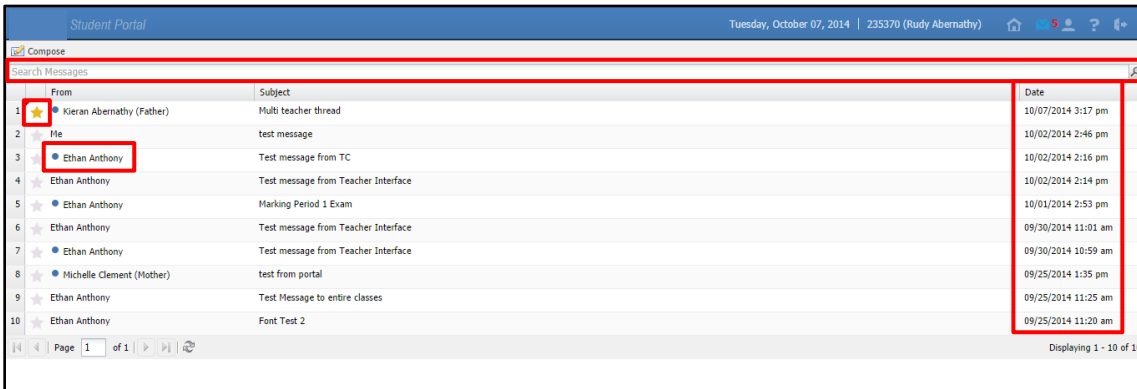 Student Portal Tuesday, October 07, 2014 | 235370 (Rudy Abernathy) 5 ?
Compose
Search Messages
From Subject Date
1 Kieran Abernathy (Father) Multi teacher thread 10/07/2014 3:17 pm
2 Me test message 10/02/2014 2:46 pm
3 Ethan Anthony Test message from TC 10/02/2014 2:16 pm
4 Ethan Anthony Test message from Teacher Interface 10/02/2014 2:14 pm
5 Ethan Anthony Marking Period 1 Exam 10/01/2014 2:53 pm
6 Ethan Anthony Test message from Teacher Interface 09/30/2014 11:01 am
7 Ethan Anthony Test message from Teacher Interface 09/30/2014 10:59 am
8 Michelle Clement (Mother) test from portal 09/25/2014 1:35 pm
9 Ethan Anthony Test Message to entire classes 09/25/2014 11:25 am
10 Ethan Anthony Font Test 2 09/25/2014 11:20 am
Page 1 of 1 Displaying 1 - 10 of